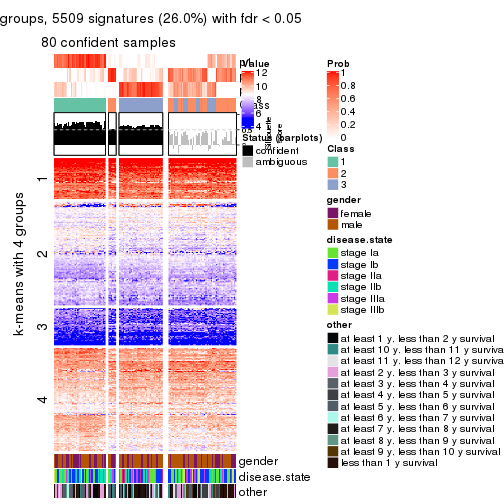 groups, 5509 signatures (26.0%) with fdr < 0.05
80 confident samples
Value
12
10
8
6
4
Status (barplots)
confident
ambiguous
Prob
1
0.8
0.6
0.4
0.2
0
Class
1
2
3
gender
female
male
disease.state
stage Ia
stage Ib
stage IIa
stage IIb
stage IIIa
stage IIIb
other
at least 1 y. less than 2 y survival
at least 10 y. less than 11 y surviva
at least 11 y. less than 12 y surviva
at least 2 y. less than 3 y survival
at least 3 y. less than 4 y survival
at least 4 y. less than 5 y survival
at least 5 y. less than 6 y survival
at least 6 y. less than 7 y survival
at least 7 y. less than 8 y survival
at least 8 y. less than 9 y survival
at least 9 y. less than 10 y survival
less than 1 y survival
k-means with 4 groups
1
2
3
4
gender
disease.state
other